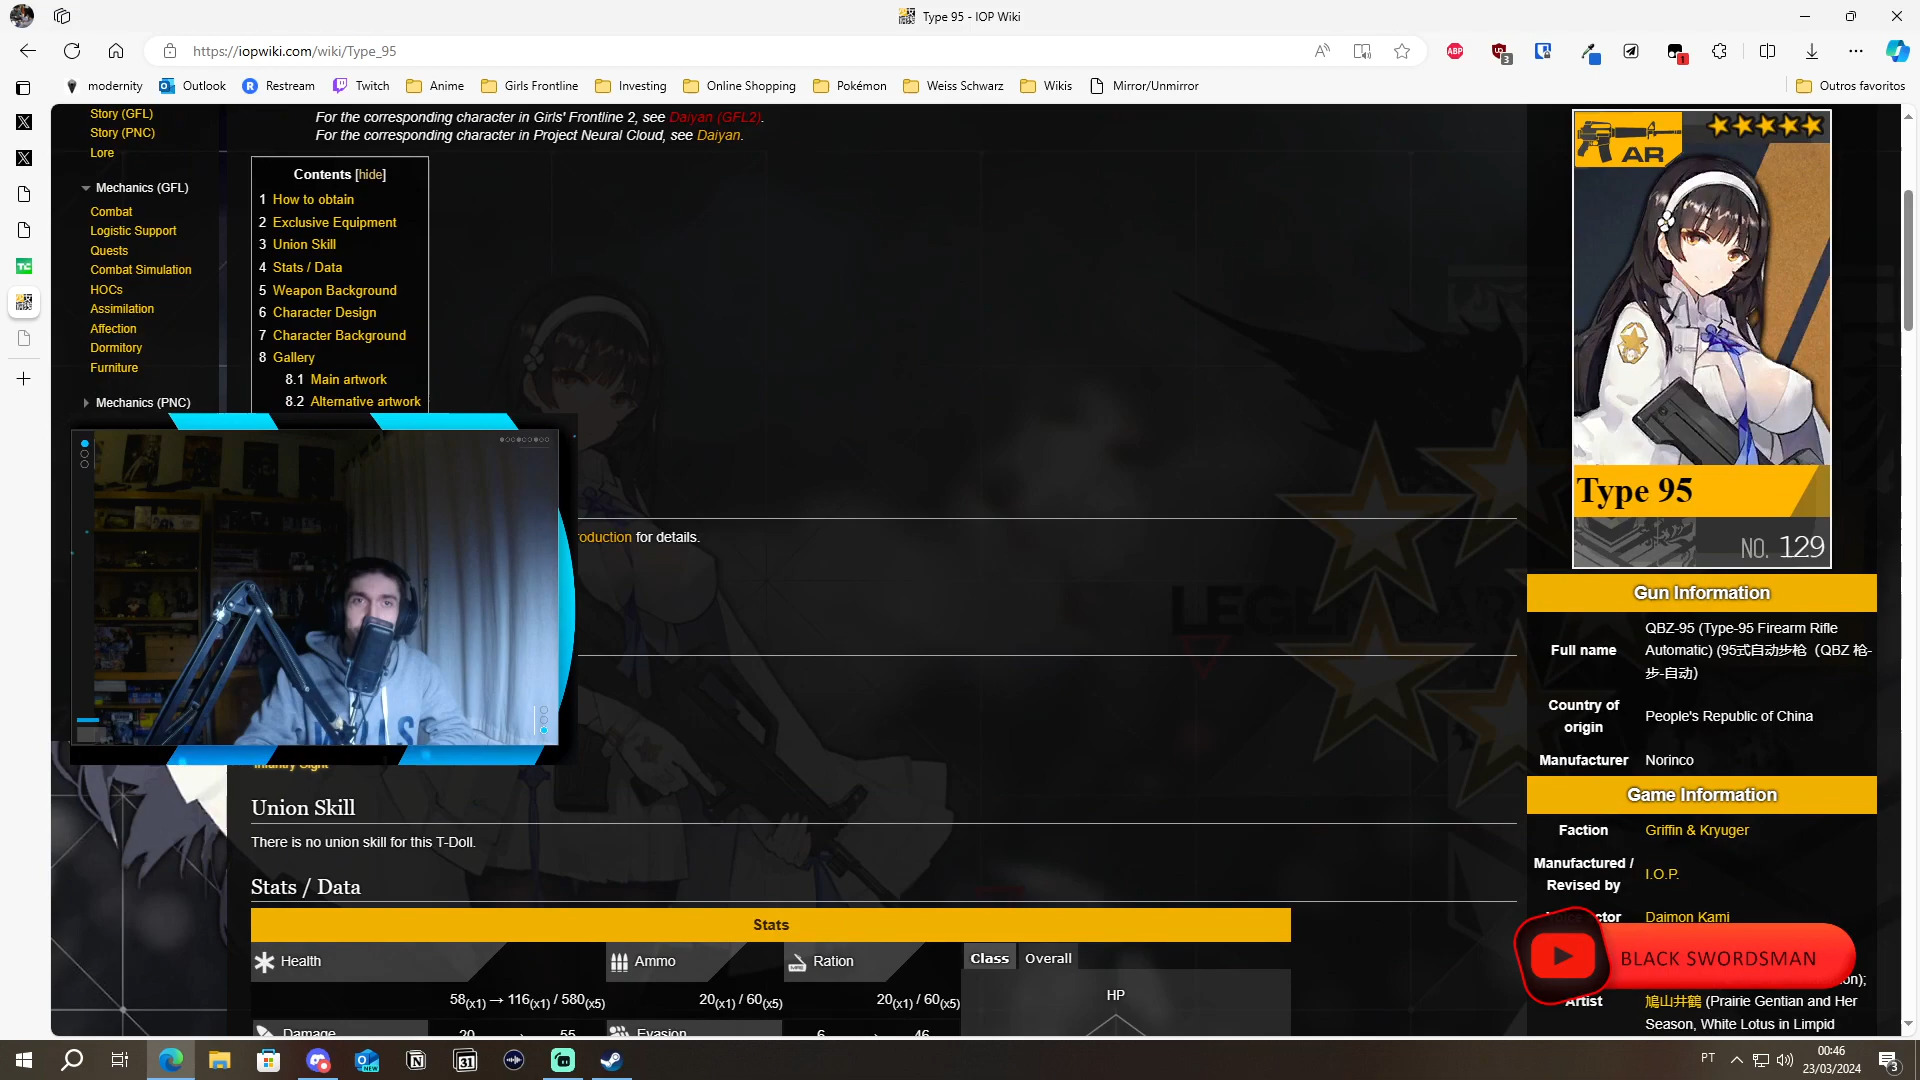 Type 95 - IOP Wiki
https://iopwiki.com/wiki/Type_95
modernity
Outlook
Restream
Twitch
Anime
Girls Frontline
Investing
Online Shopping
Pokémon
Weiss Schwarz
Wikis
Mirror/Unmirror
Outros favoritos
Story (GFL)
Story (PNC)
Lore
Mechanics (GFL)
Combat
Logistic Support
Quests
Combat Simulation
HOCs
Assimilation
Affection
Dormitory
Furniture
Mechanics (PNC)
For the corresponding character in Girls' Frontline 2, see Daiyan (GFL2).
For the corresponding character in Project Neural Cloud, see Daiyan.
Contents [hide]
1 How to obtain
2 Exclusive Equipment
3 Union Skill
4 Stats / Data
5 Weapon Background
6 Character Design
7 Character Background
8 Gallery
8.1 Main artwork
8.2 Alternative artwork
roduction for details.
Infantry Sight
Union Skill
There is no union skill for this T-Doll.
Stats / Data
Stats
Health
Ammo
Ration
Class
Overall
58(x1) → 116(x1) / 580(x5)
20(x1) / 60(x5)
20(x1) / 60(x5)
HP
Damage
20 → 55
Evasion
6 → 46
AR
Type 95
NO. 129
Gun Information
Full name
QBZ-95 (Type-95 Firearm Rifle
Automatic) (95式自动步枪（QBZ 枪-
步-自动)
Country of
origin
People's Republic of China
Manufacturer
Norinco
Game Information
Faction
Griffin & Kryuger
Manufactured /
Revised by
I.O.P.
Daimon Kami
BLACK SWORDSMAN
Artist
鳩山井鶴 (Prairie Gentian and Her
Season, White Lotus in Limpid
PT
00:46
23/03/2024